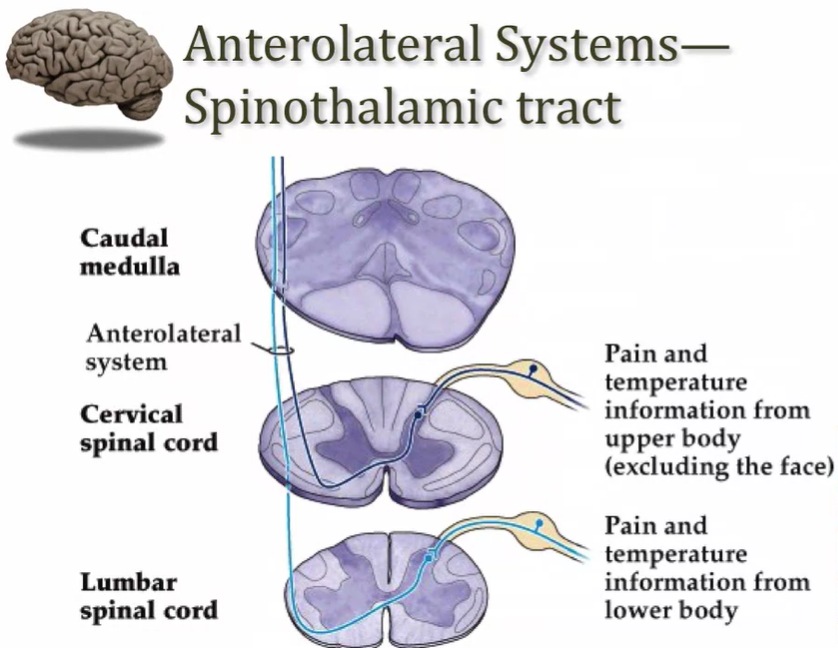 Anterolateral Systems—
Spinothalamic tract
Caudal
medulla
Anterolateral
system
Cervical
spinal cord
Pain and
temperature
information from
upper body
(excluding the face)
Lumbar
spinal cord
Pain and
temperature
information from
lower body